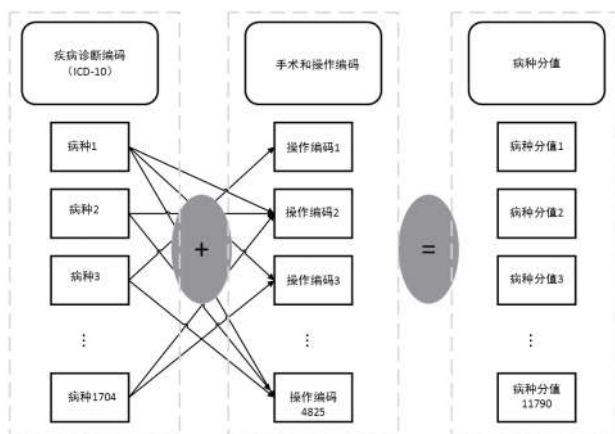 疾病诊断编码
（ICD-10）
手术和操作编码
病种分值
病种1
操作编码1
病种分值1
病种2
操作编码2
病种分值2
+
=
病种3
操作编码3
病种分值3
⋮
⋮
⋮
病种1704
操作编码
4825
病种分值
11790